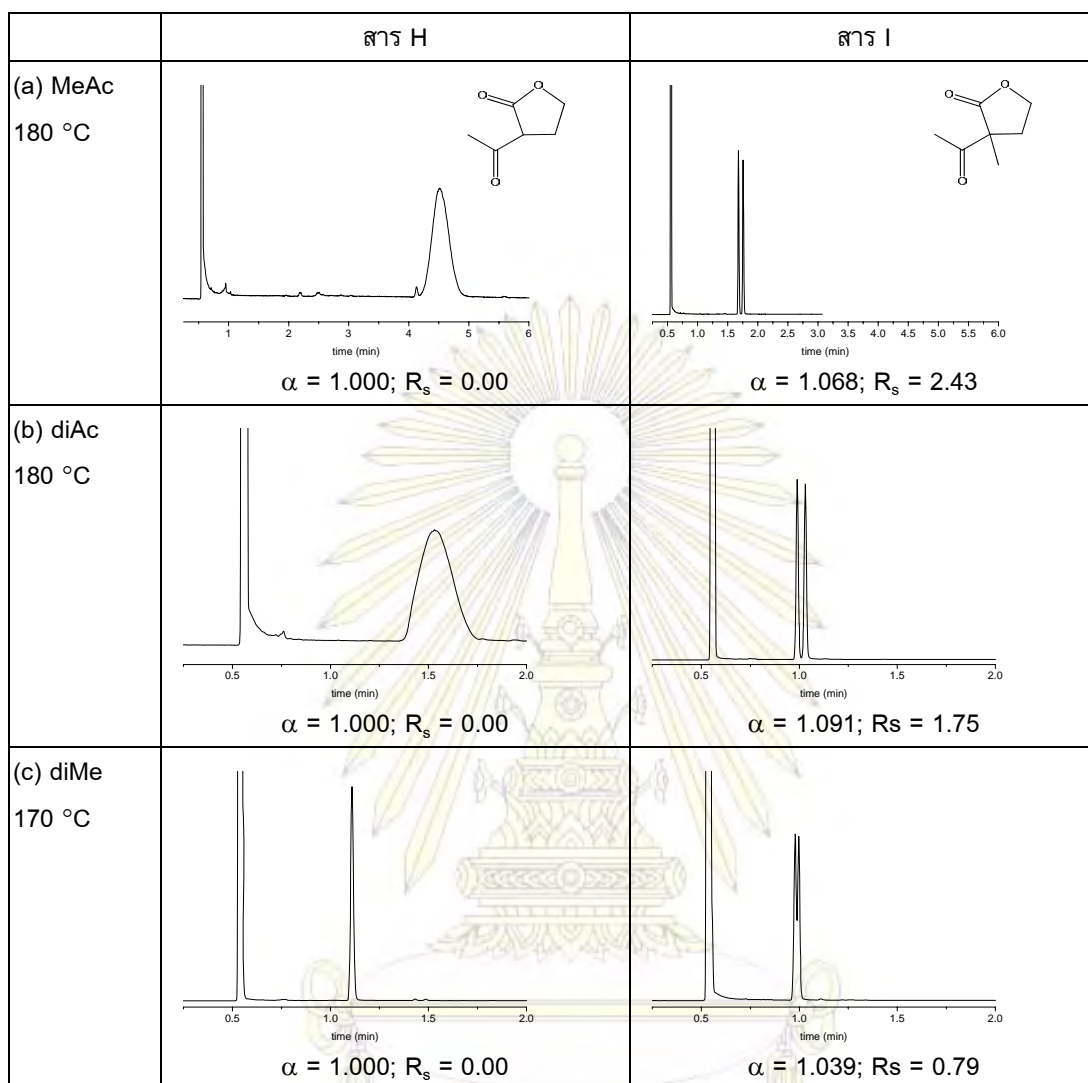 สาร H
สาร I
(a) MeAc
180 °C
O
O
O
1 2 3 4 5 6
time (min)
α = 1.000; Rs = 0.00
O
O
O
0.5 1.0 1.5 2.0 2.5 3.0 3.5 4.0 4.5 5.0 5.5 6.0
time (min)
α = 1.068; Rs = 2.43
(b) diAc
180 °C
0.5 1.0 1.5 2.0
time (min)
α = 1.000; Rs = 0.00
0.5 1.0 1.5 2.0
time (min)
α = 1.091; Rs = 1.75
(c) diMe
170 °C
0.5 1.0 1.5 2.0
time (min)
α = 1.000; Rs = 0.00
0.5 1.0 1.5 2.0
time (min)
α = 1.039; Rs = 0.79